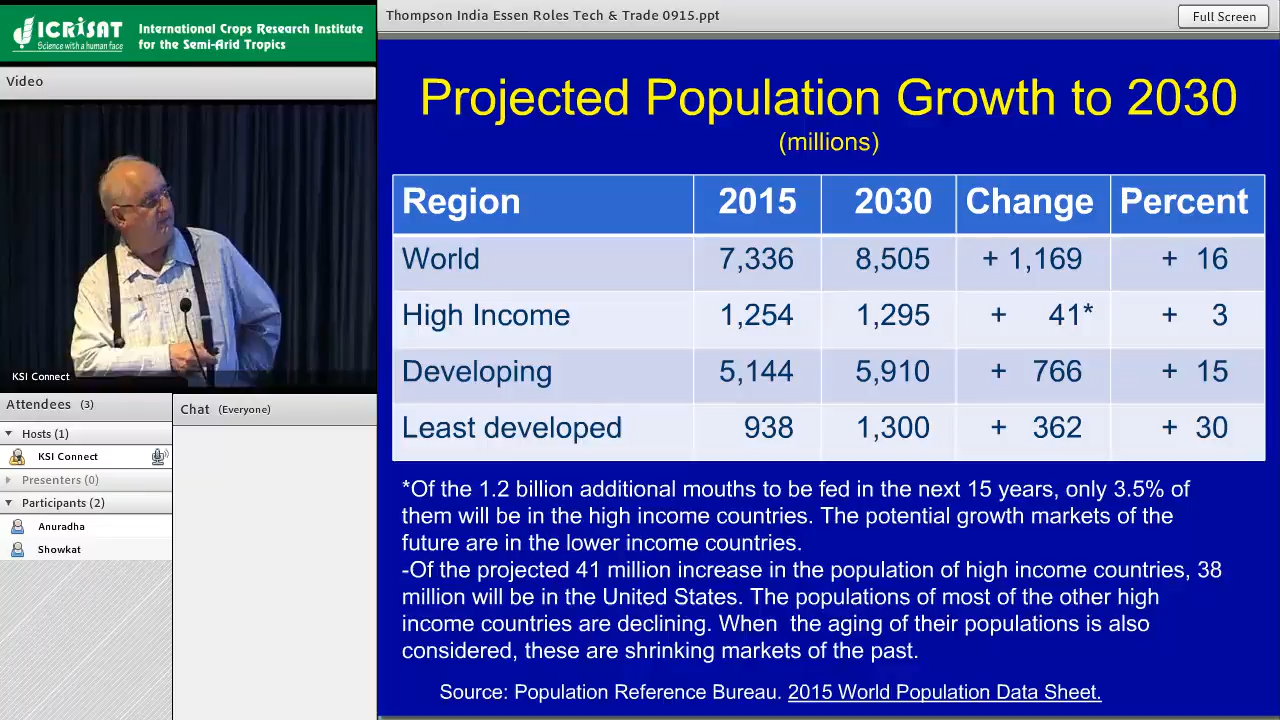 ICRISAT
Science with a human face
International Crops Research Institute
for the Semi-Arid Tropics
Video
KSI Connect
Attendees (3)
Hosts (1)
KSI Connect
Presenters (0)
Participants (2)
Anuradha
Showkat
Chat (Everyone)
Thompson India Essen Roles Tech & Trade 0915.ppt
Full Screen
Projected Population Growth to 2030
(millions)
Region 2015 2030 Change Percent
World 7,336 8,505 + 1,169 + 16
High Income 1,254 1,295 + 41* + 3
Developing 5,144 5,910 + 766 + 15
Least developed 938 1,300 + 362 + 30
*Of the 1.2 billion additional mouths to be fed in the next 15 years, only 3.5% of
them will be in the high income countries. The potential growth markets of the
future are in the lower income countries.
-Of the projected 41 million increase in the population of high income countries, 38
million will be in the United States. The populations of most of the other high
income countries are declining. When the aging of their populations is also
considered, these are shrinking markets of the past.
Source: Population Reference Bureau. 2015 World Population Data Sheet.